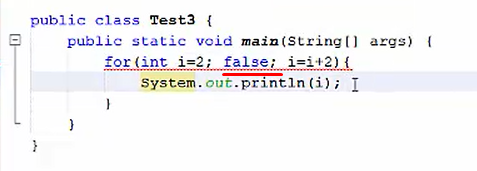 public class Test3 {
public static void main(String[] args) {
for(int i=2; false; i=i+2){
System.out.println(i);
}
}
}